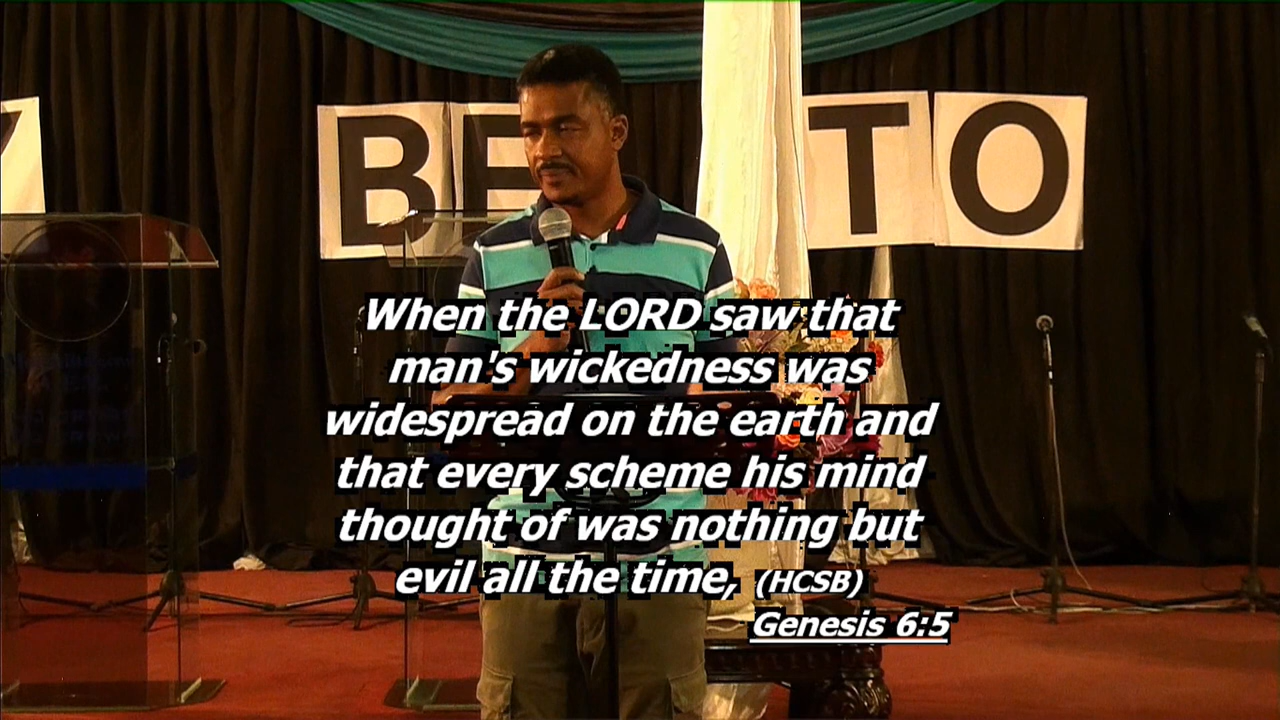 BE TO
When the LORD saw that
man's wickedness was
widespread on the earth and
that every scheme his mind
thought of was nothing but
evil all the time, (HCSB)
Genesis 6:5